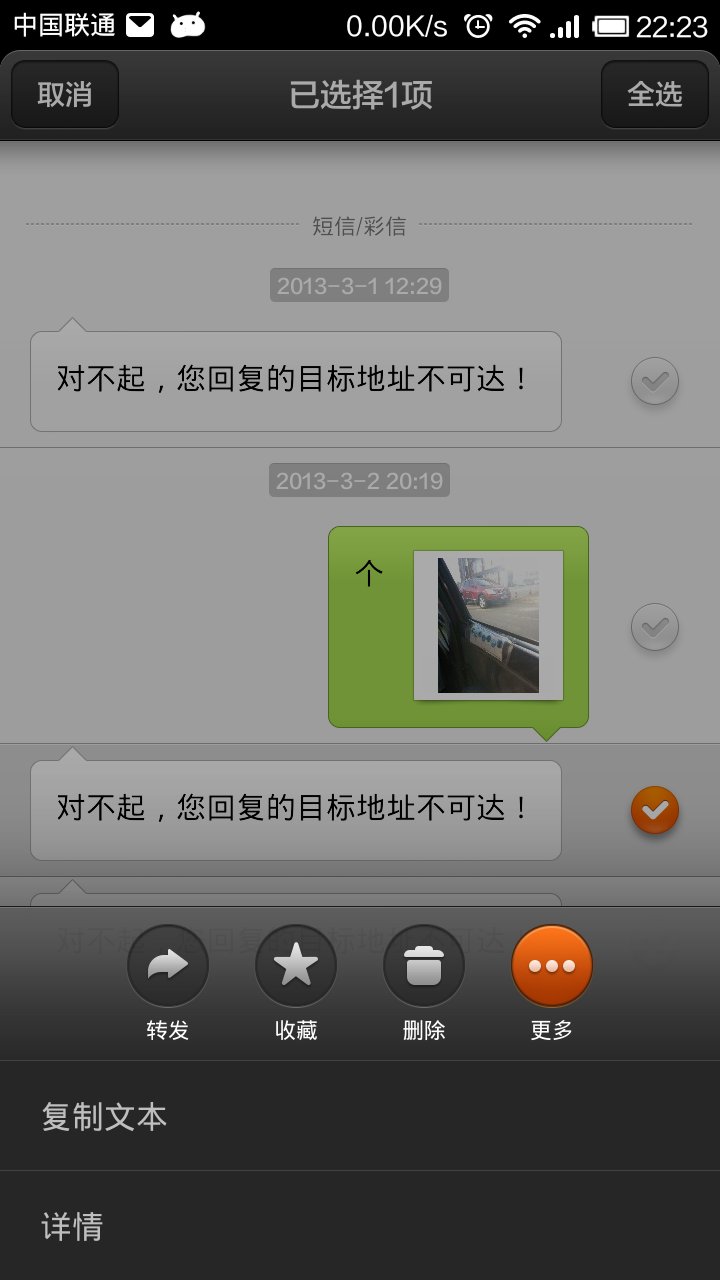 中国联通 0.00K/s 22:23
取消 已选择1项 全选
短信/彩信
2013-3-1 12:29
对不起，您回复的目标地址不可达！
2013-3-2 20:19
个
对不起，您回复的目标地址不可达！
对不起，您回复的目标地址不可达
转发 收藏 删除 更多
复制文本
详情